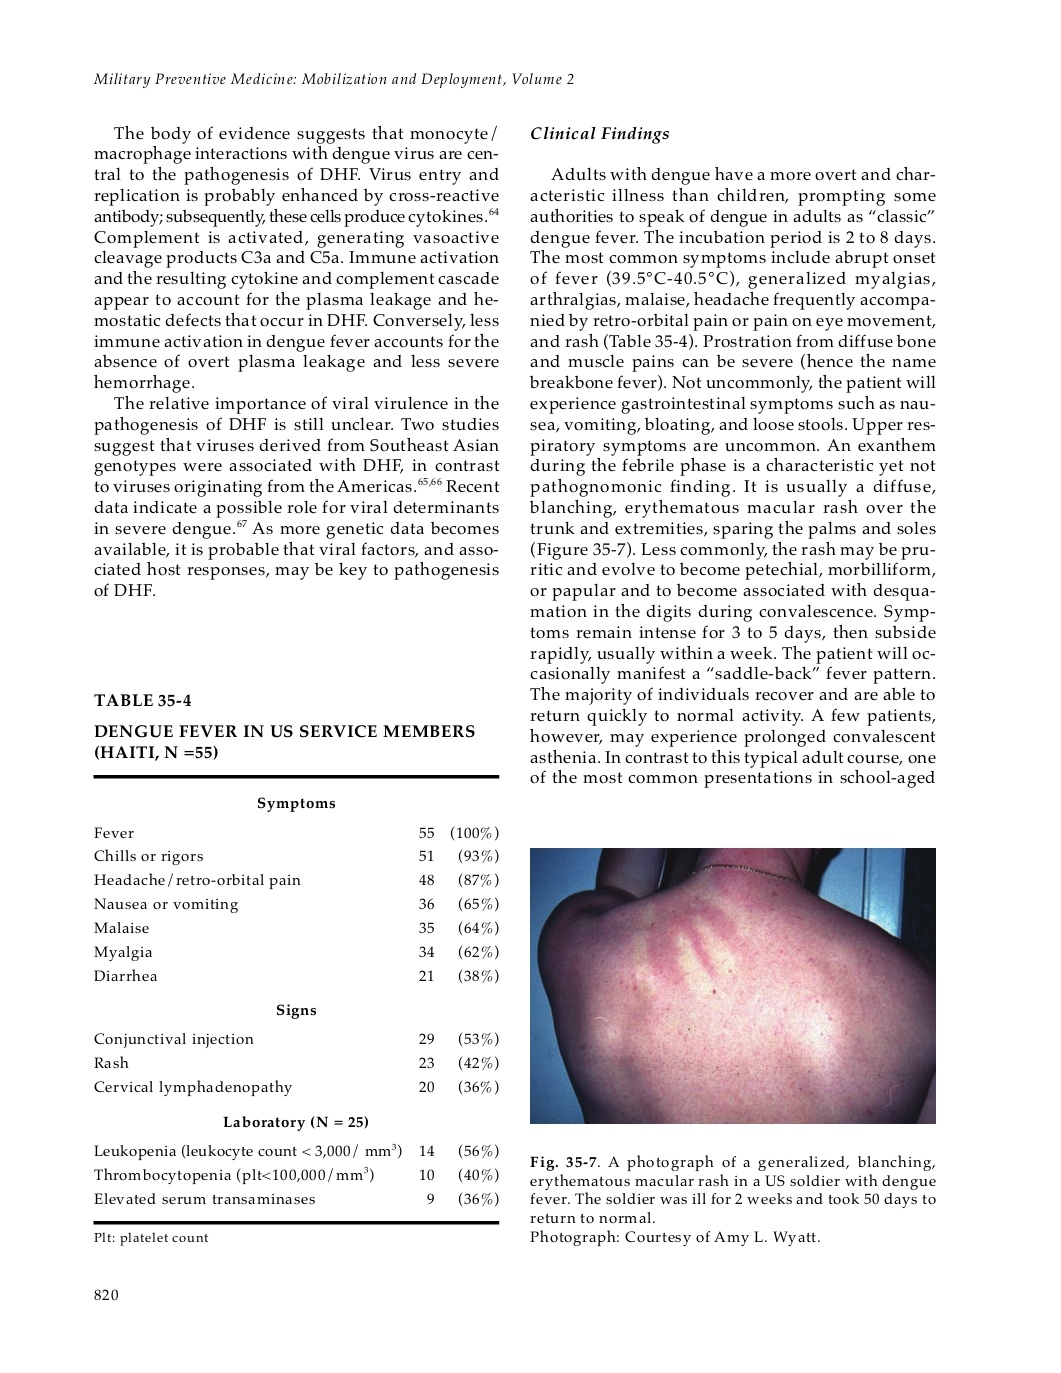 Military Preventive Medicine: Mobilization and Deployment, Volume 2
The body of evidence suggests that monocyte/
macrophage interactions with dengue virus are cen-
tral to the pathogenesis of DHF. Virus entry and
replication is probably enhanced by cross-reactive
antibody; subsequently, these cells produce cytokines.64
Complement is activated, generating vasoactive
cleavage products C3a and C5a. Immune activation
and the resulting cytokine and complement cascade
appear to account for the plasma leakage and he-
mostatic defects that occur in DHF. Conversely, less
immune activation in dengue fever accounts for the
absence of overt plasma leakage and less severe
hemorrhage.
The relative importance of viral virulence in the
pathogenesis of DHF is still unclear. Two studies
suggest that viruses derived from Southeast Asian
genotypes were associated with DHF, in contrast
to viruses originating from the Americas.65,66 Recent
data indicate a possible role for viral determinants
in severe dengue.67 As more genetic data becomes
available, it is probable that viral factors, and asso-
ciated host responses, may be key to pathogenesis
of DHF.
TABLE 35-4
DENGUE FEVER IN US SERVICE MEMBERS
(HAITI, N =55)
Symptoms
Fever 55 (100%)
Chills or rigors 51 (93%)
Headache/retro-orbital pain 48 (87%)
Nausea or vomiting 36 (65%)
Malaise 35 (64%)
Myalgia 34 (62%)
Diarrhea 21 (38%)
Signs
Conjunctival injection 29 (53%)
Rash 23 (42%)
Cervical lymphadenopathy 20 (36%)
Laboratory (N = 25)
Leukopenia (leukocyte count < 3,000/ mm3) 14 (56%)
Thrombocytopenia (plt<100,000/mm3) 10 (40%)
Elevated serum transaminases 9 (36%)
Plt: platelet count
Clinical Findings
Adults with dengue have a more overt and char-
acteristic illness than children, prompting some
authorities to speak of dengue in adults as “classic”
dengue fever. The incubation period is 2 to 8 days.
The most common symptoms include abrupt onset
of fever (39.5°C-40.5°C), generalized myalgias,
arthralgias, malaise, headache frequently accompa-
nied by retro-orbital pain or pain on eye movement,
and rash (Table 35-4). Prostration from diffuse bone
and muscle pains can be severe (hence the name
breakbone fever). Not uncommonly, the patient will
experience gastrointestinal symptoms such as nau-
sea, vomiting, bloating, and loose stools. Upper res-
piratory symptoms are uncommon. An exanthem
during the febrile phase is a characteristic yet not
pathognomonic finding. It is usually a diffuse,
blanching, erythematous macular rash over the
trunk and extremities, sparing the palms and soles
(Figure 35-7). Less commonly, the rash may be pru-
ritic and evolve to become petechial, morbilliform,
or papular and to become associated with desqua-
mation in the digits during convalescence. Symp-
toms remain intense for 3 to 5 days, then subside
rapidly, usually within a week. The patient will oc-
casionally manifest a “saddle-back” fever pattern.
The majority of individuals recover and are able to
return quickly to normal activity. A few patients,
however, may experience prolonged convalescent
asthenia. In contrast to this typical adult course, one
of the most common presentations in school-aged
Fig. 35-7. A photograph of a generalized, blanching,
erythematous macular rash in a US soldier with dengue
fever. The soldier was ill for 2 weeks and took 50 days to
return to normal.
Photograph: Courtesy of Amy L. Wyatt.
820